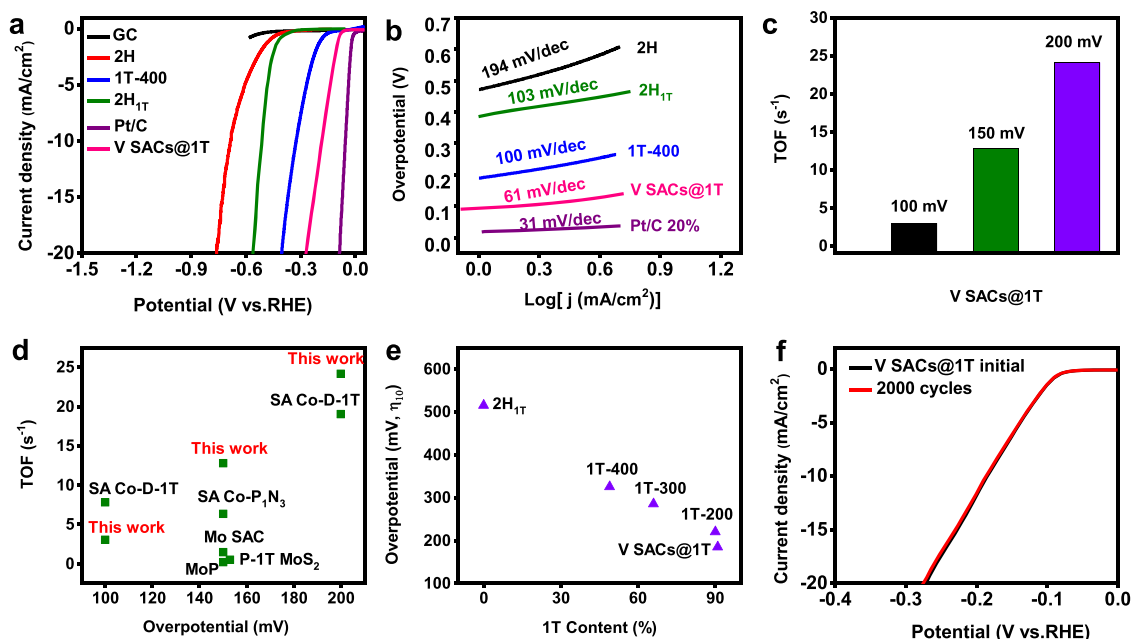 a
GC
2H
1T-400
2H1T
Pt/C
V SACs@1T
Current density (mA/cm2)
0
-5
-10
-15
-20
-1.5
-1.2
-0.9
-0.6
-0.3
0.0
Potential (V vs.RHE)
b
0.7
0.6
0.5
0.4
0.3
0.2
0.1
0.0
Overpotential (V)
194 mV/dec
2H
103 mV/dec
2H1T
100 mV/dec
1T-400
61 mV/dec
V SACs@1T
31 mV/dec
Pt/C 20%
0.0
0.3
0.6
0.9
1.2
Log[ j (mA/cm2)]
c
30
25
20
15
10
5
0
TOF (s-1)
100 mV
150 mV
200 mV
V SACs@1T
d
25
20
15
10
5
0
TOF (s-1)
This work
SA Co-D-1T
This work
SA Co-D-1T
SA Co-P1N3
This work
Mo SAC
P-1T MoS2
MoP
100
120
140
160
180
200
Overpotential (mV)
e
600
500
400
300
200
100
Overpotential (mV, η10)
2H1T
1T-400
1T-300
1T-200
V SACs@1T
0
30
60
90
1T Content (%)
f
V SACs@1T initial
2000 cycles
Current density (mA/cm2)
0
-5
-10
-15
-20
-0.4
-0.3
-0.2
-0.1
0.0
Potential (V vs.RHE)